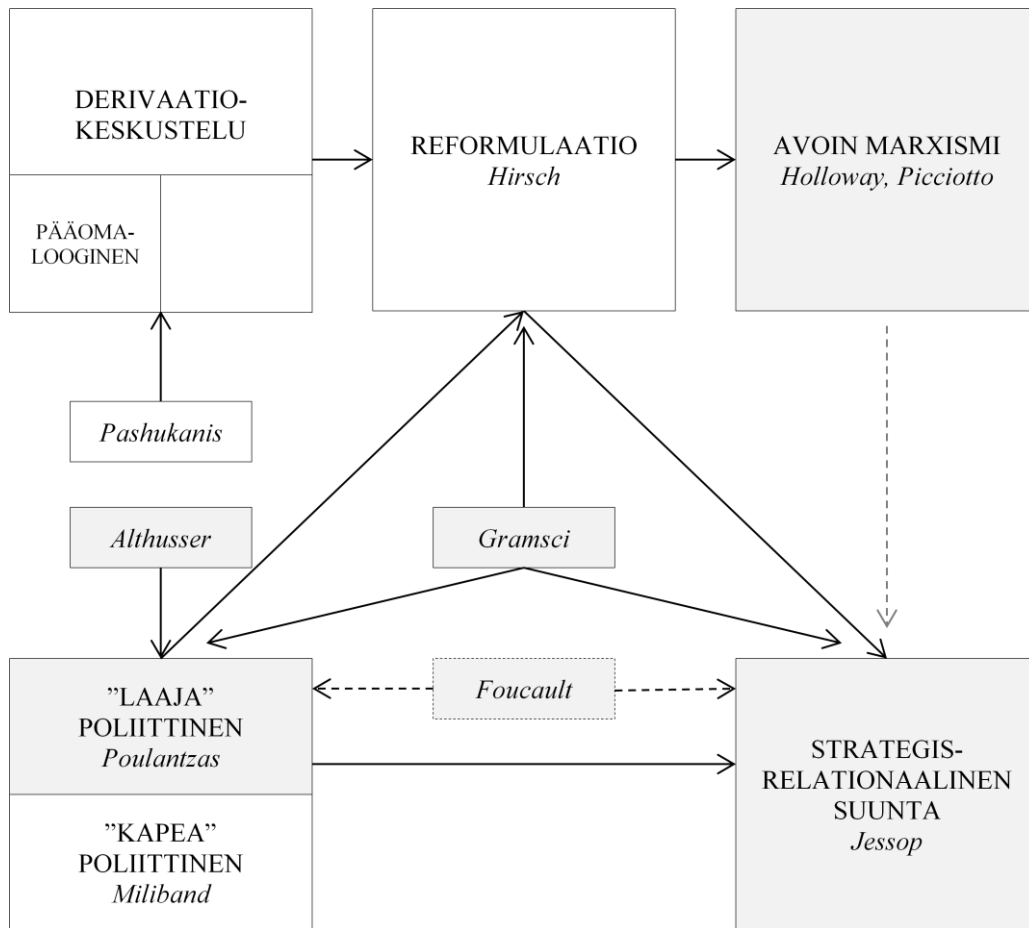 DERIVAATIO-
KESKUSTELU
PÄÄOMA-
LOOGINEN
REFORMULAATIO
Hirsch
AVOIN MARXISMI
Holloway, Picciotto
Pashukanis
Althusser
Gramsci
”LAAJA”
POLIITTINEN
Poulantzas
”KAPEA”
POLIITTINEN
Miliband
Foucault
STRATEGIS-
RELATIONAALINEN
SUUNTA
Jessop